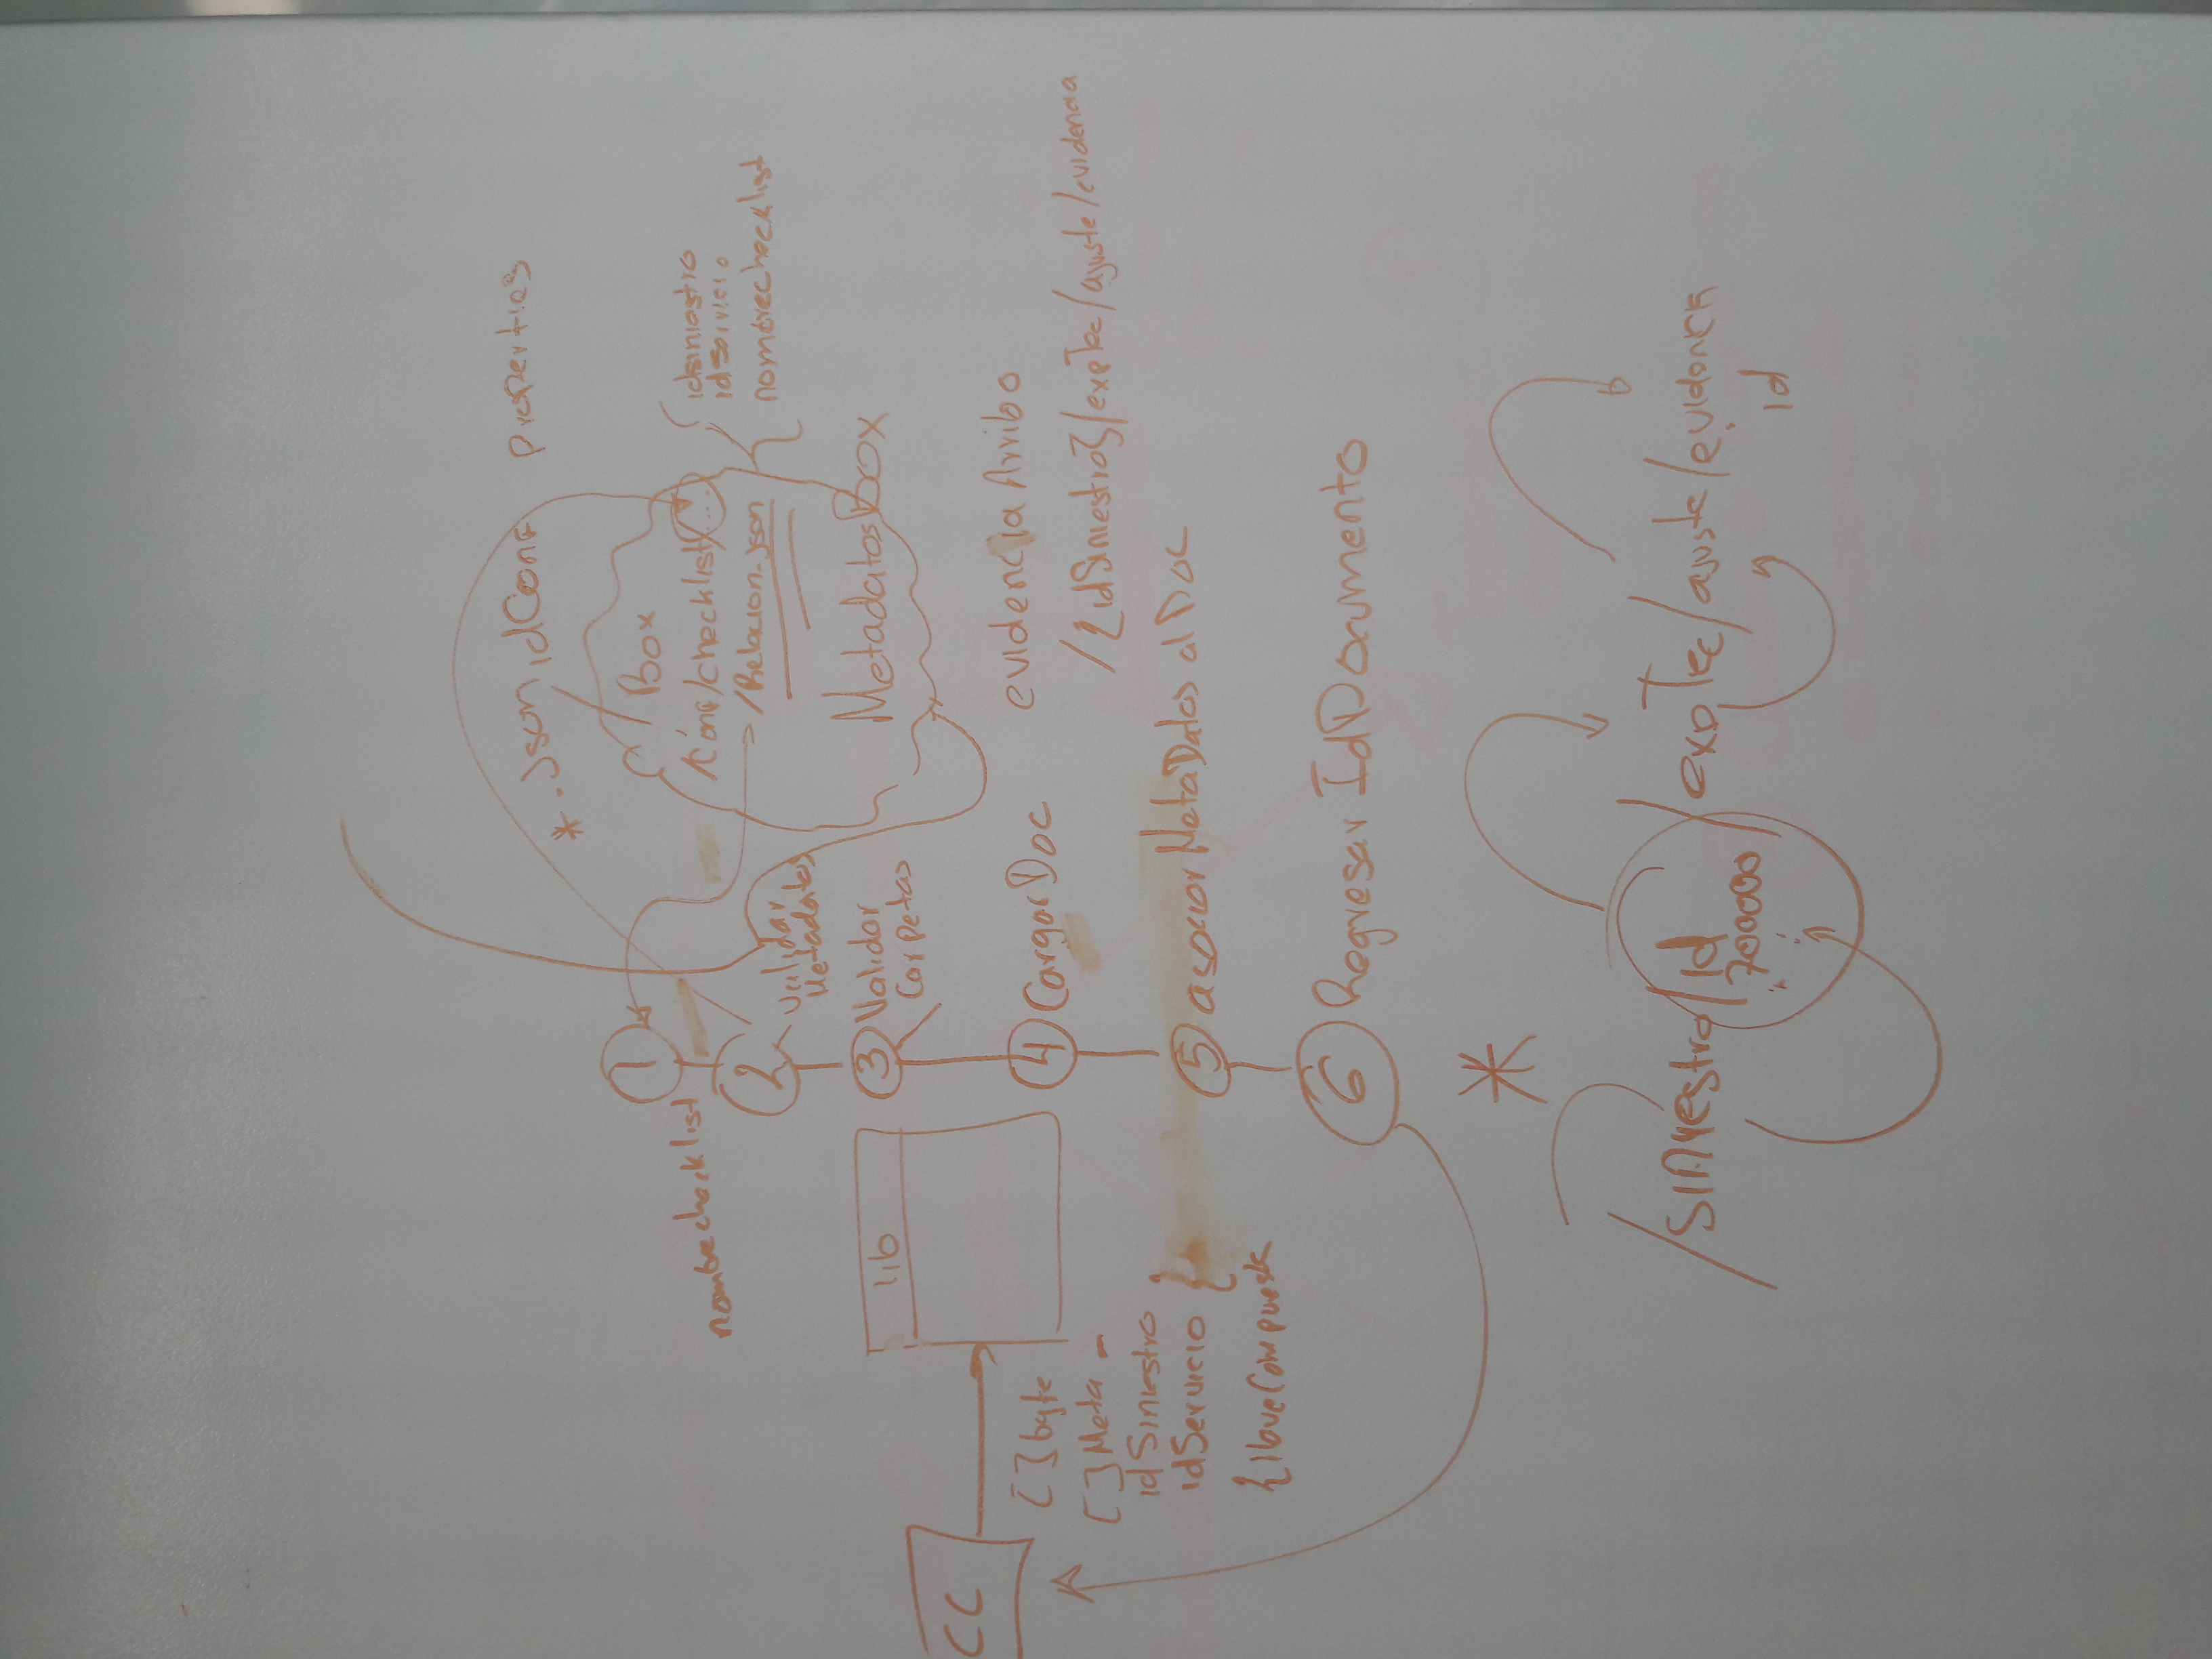 *.Json idConf
Properties
1
Box
nombrechecklist
/Conf/checklist/...
idsiniestro
idservicio
nombrechecklist
2
/Relacion.json
Validar
Metadatos
3 Validar
Carpetas
MetadatosBox
lib
CC
4 CargarDoc
evidencia Arribo
/{idSiniestro}/expTec/ajuste/evidencia
[]byte
[]Meta -
idSiniestro
idServicio }
{llaveCompuesta
5 asociar MetaDatos al Doc
6 Regresar IdDocumento
*
/siniestro/id/expTec/ajuste/evidencia
700000
id